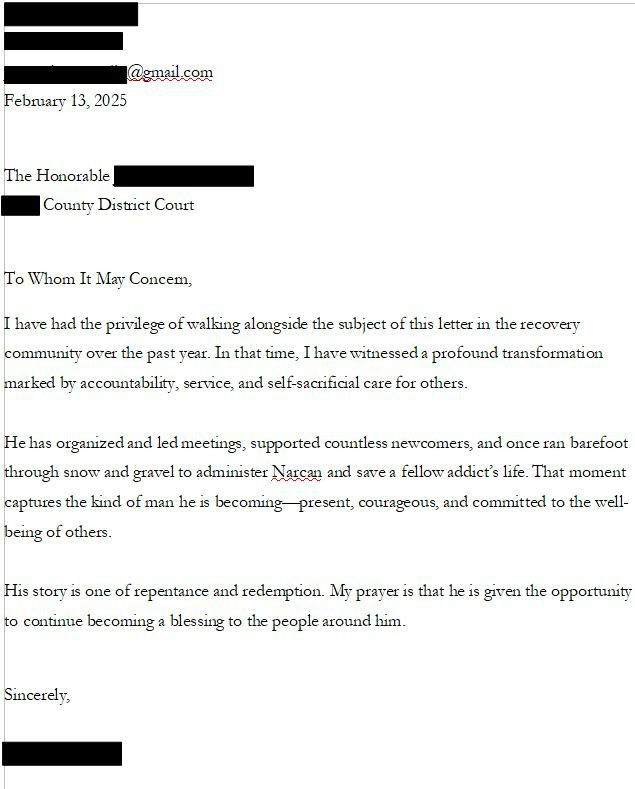 @gmail.com
February 13, 2025
The Honorable
County District Court
To Whom It May Concern,
I have had the privilege of walking alongside the subject of this letter in the recovery
community over the past year. In that time, I have witnessed a profound transformation
marked by accountability, service, and self-sacrificial care for others.
He has organized and led meetings, supported countless newcomers, and once ran barefoot
through snow and gravel to administer Narcan and save a fellow addict’s life. That moment
captures the kind of man he is becoming—present, courageous, and committed to the well-
being of others.
His story is one of repentance and redemption. My prayer is that he is given the opportunity
to continue becoming a blessing to the people around him.
Sincerely,